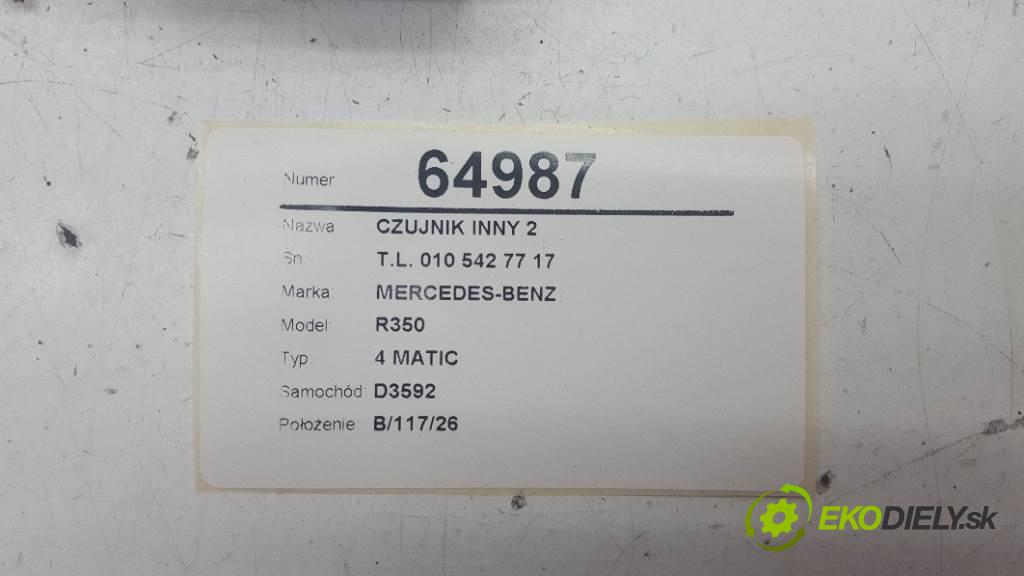 Numer 64987
Nazwa CZUJNIK INNY 2
Sn: T.L. 010 542 77 17
Marka: MERCEDES-BENZ
Model: R350
Typ 4 MATIC
Samochód: D3592
Położenie: B/117/26
EKODIELY.sk